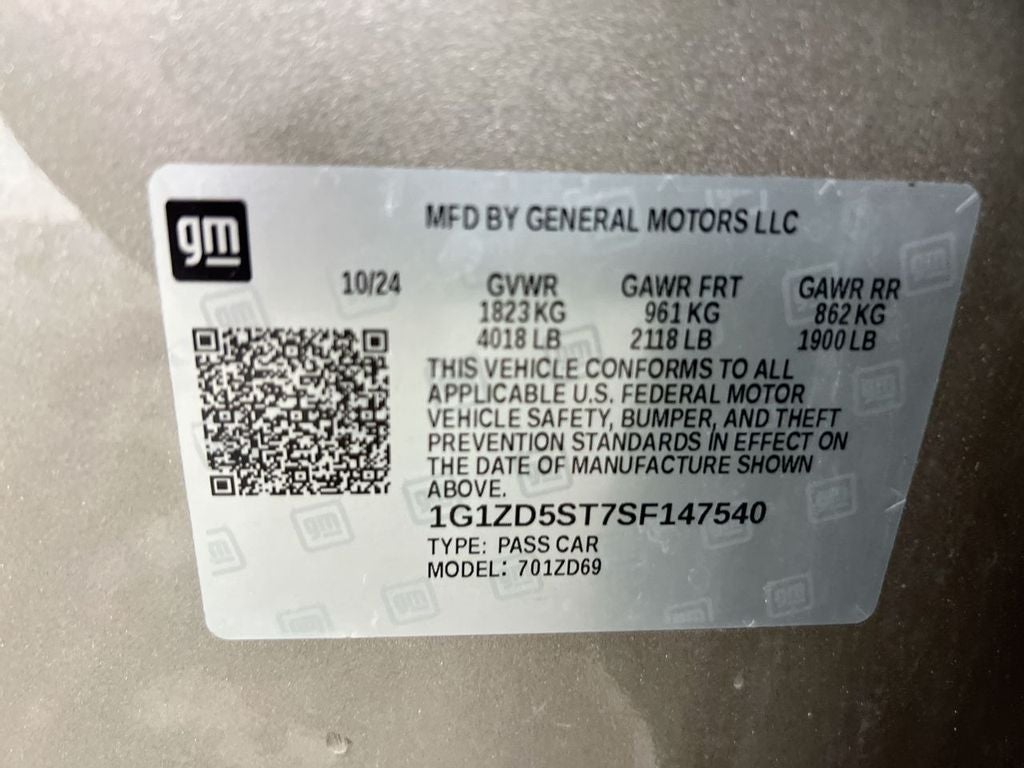 gm
MFD BY GENERAL MOTORS LLC
10/24 GVWR GAWR FRT GAWR RR
1823 KG 961 KG 862 KG
4018 LB 2118 LB 1900 LB
THIS VEHICLE CONFORMS TO ALL
APPLICABLE U.S. FEDERAL MOTOR
VEHICLE SAFETY, BUMPER, AND THEFT
PREVENTION STANDARDS IN EFFECT ON
THE DATE OF MANUFACTURE SHOWN
ABOVE.
1G1ZD5ST7SF147540
TYPE: PASS CAR
MODEL: 701ZD69